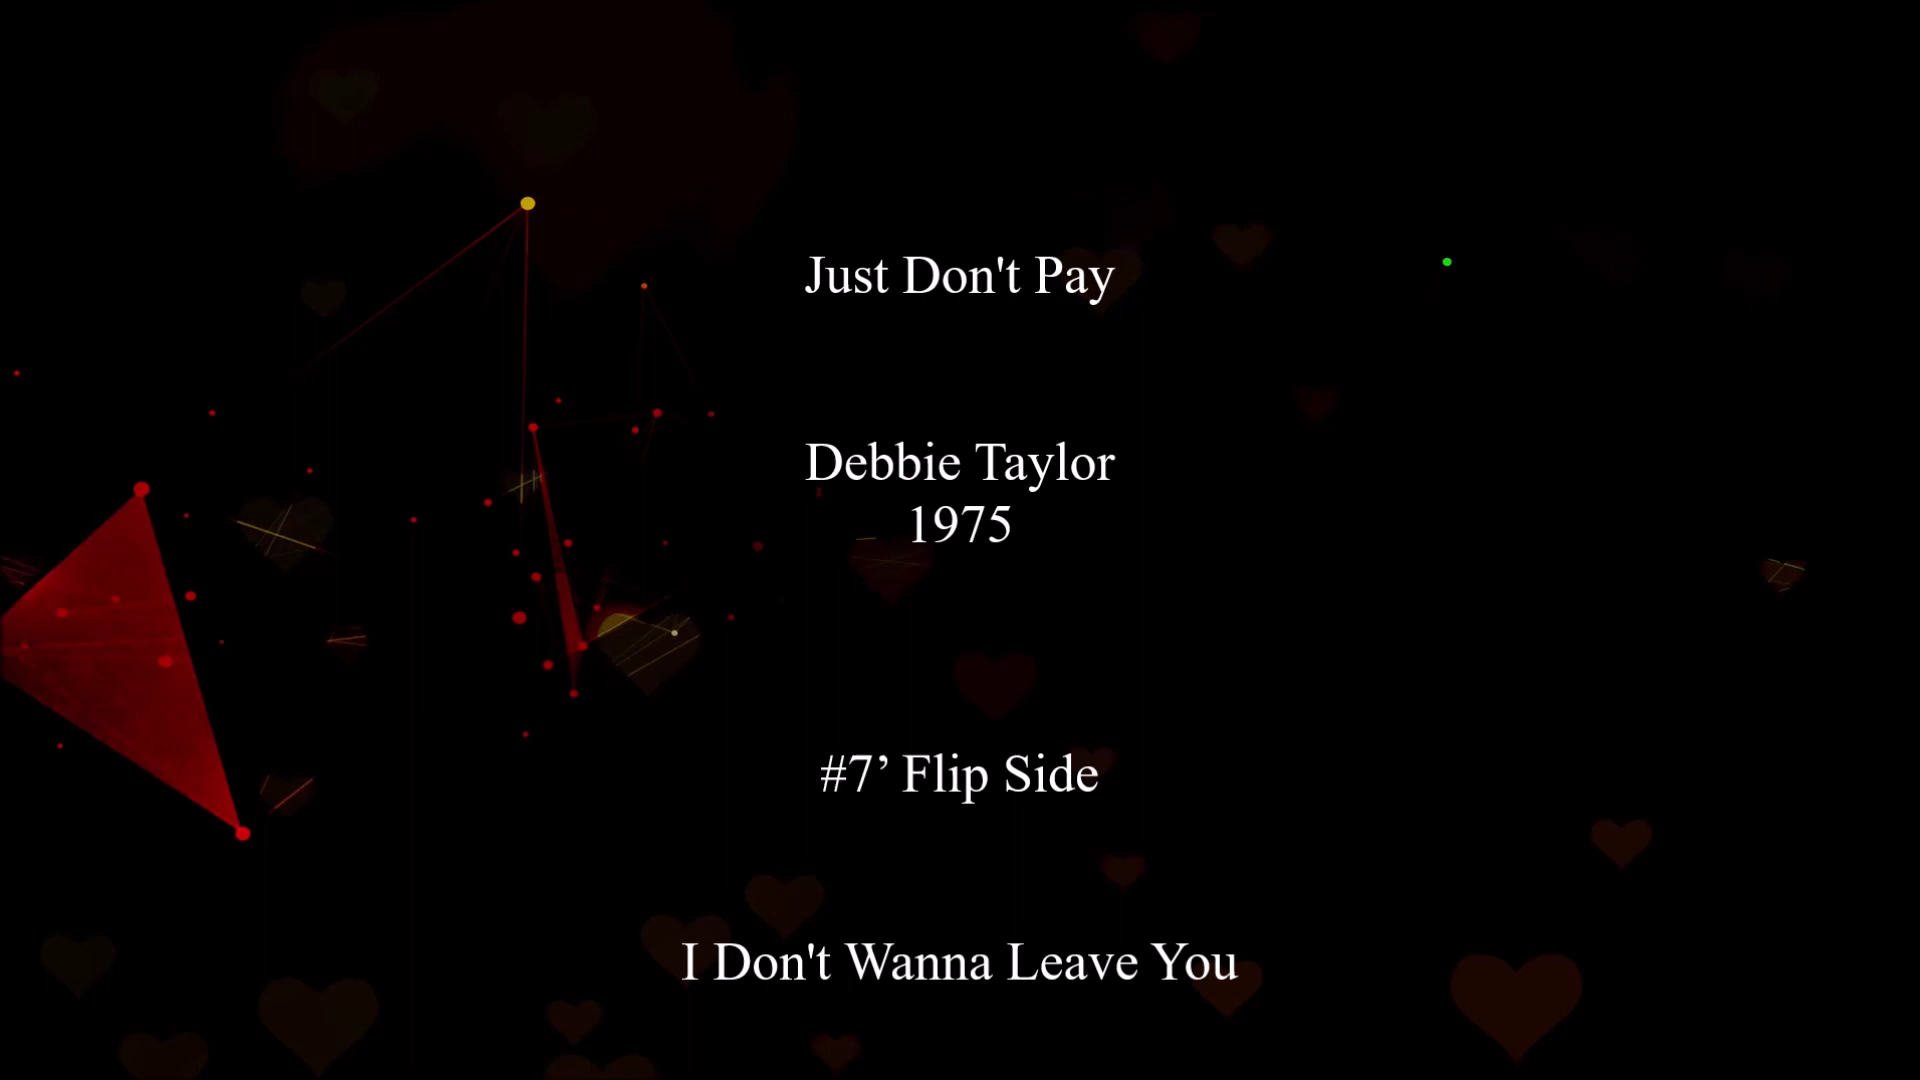 Just Don't Pay
Debbie Taylor
1975
#7’ Flip Side
I Don't Wanna Leave You